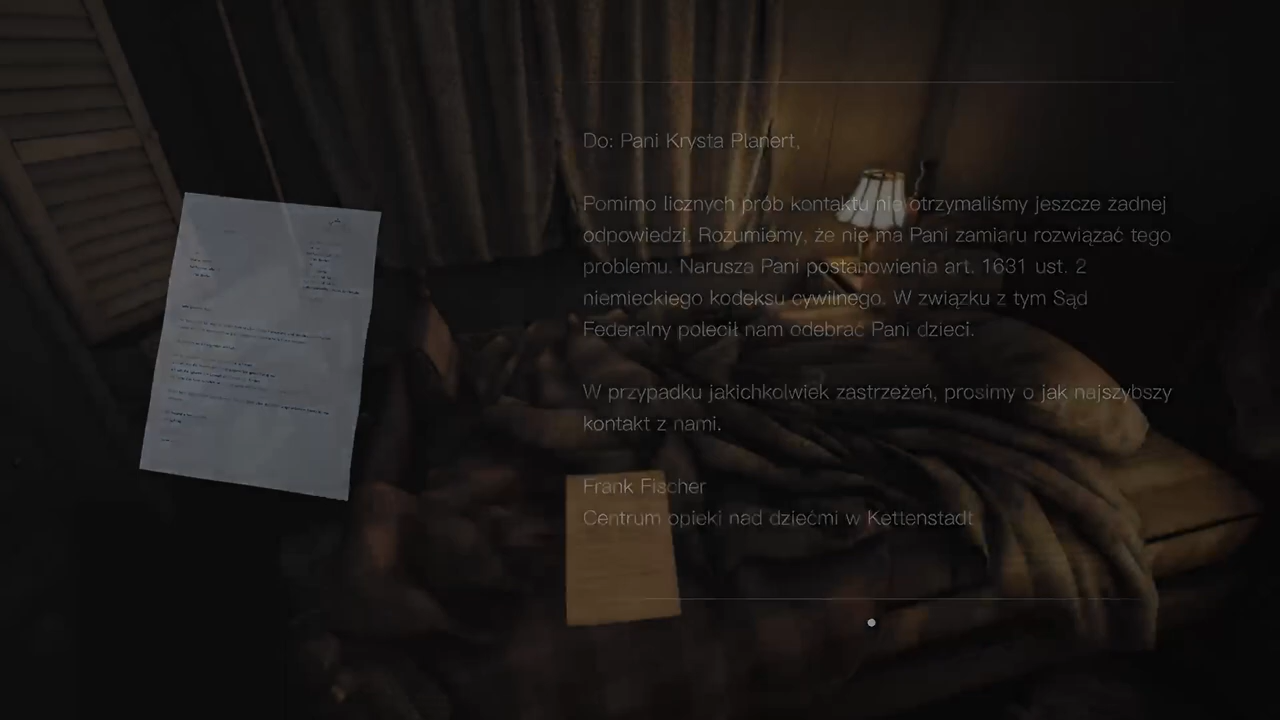 Do: Pani Krysta Planert,
Pomimo licznych prób kontaktu nie otrzymaliśmy jeszcze żadnej
odpowiedzi. Rozumiemy, że nie ma Pani zamiaru rozwiązać tego
problemu. Narusza Pani postanowienia art. 1631 ust. 2
niemieckiego kodeksu cywilnego. W związku z tym Sąd
Federalny polecił nam odebrać Pani dzieci.
W przypadku jakichkolwiek zastrzeżeń, prosimy o jak najszybszy
kontakt z nami.
Frank Fischer
Centrum opieki nad dziećmi w Kettenstadt